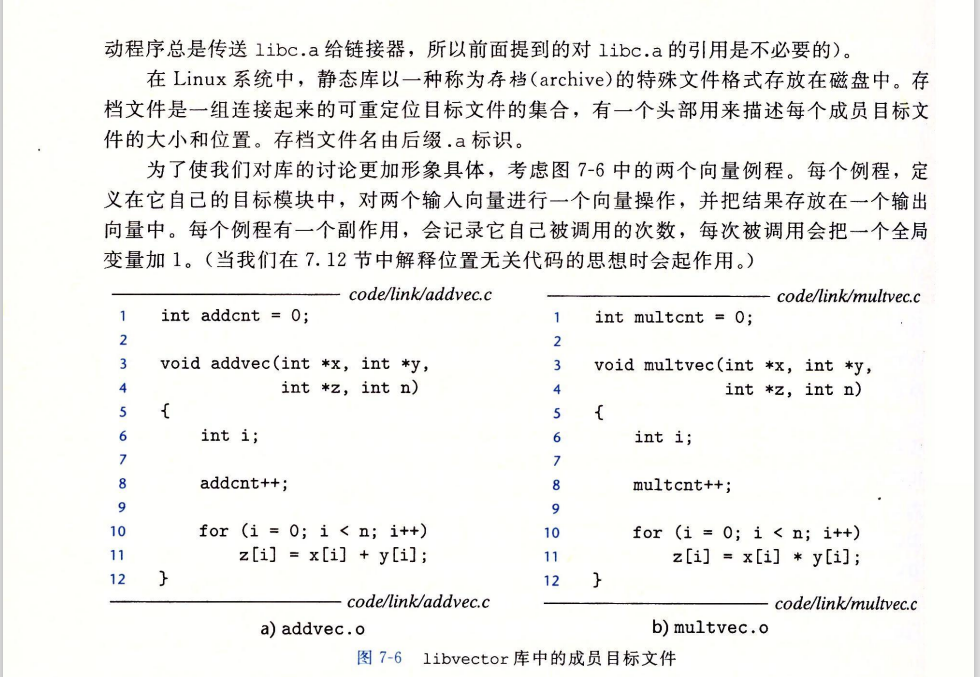 动程序总是传送 libc.a 给链接器，所以前面提到的对 libc.a 的引用是不必要的）。
在 Linux 系统中，静态库以一种称为存档(archive)的特殊文件格式存放在磁盘中。存
档文件是一组连接起来的可重定位目标文件的集合，有一个头部用来描述每个成员目标文
件的大小和位置。存档文件名由后缀.a 标识。
为了使我们对库的讨论更加形象具体，考虑图 7-6 中的两个向量例程。每个例程，定
义在它自己的目标模块中，对两个输入向量进行一个向量操作，并把结果存放在一个输出
向量中。每个例程有一个副作用，会记录它自己被调用的次数，每次被调用会把一个全局
变量加 1。（当我们在 7.12 节中解释位置无关代码的思想时会起作用。）
code/link/addvec.c
1 int addcnt = 0;
2
3 void addvec(int *x, int *y,
4 int *z, int n)
5 {
6 int i;
7
8 addcnt++;
9
10 for (i = 0; i < n; i++)
11 z[i] = x[i] + y[i];
12 }
code/link/addvec.c
a) addvec.o
code/link/multvec.c
1 int multcnt = 0;
2
3 void multvec(int *x, int *y,
4 int *z, int n)
5 {
6 int i;
7
8 multcnt++;
9
10 for (i = 0; i < n; i++)
11 z[i] = x[i] * y[i];
12 }
code/link/multvec.c
b) multvec.o
图 7-6 libvector 库中的成员目标文件